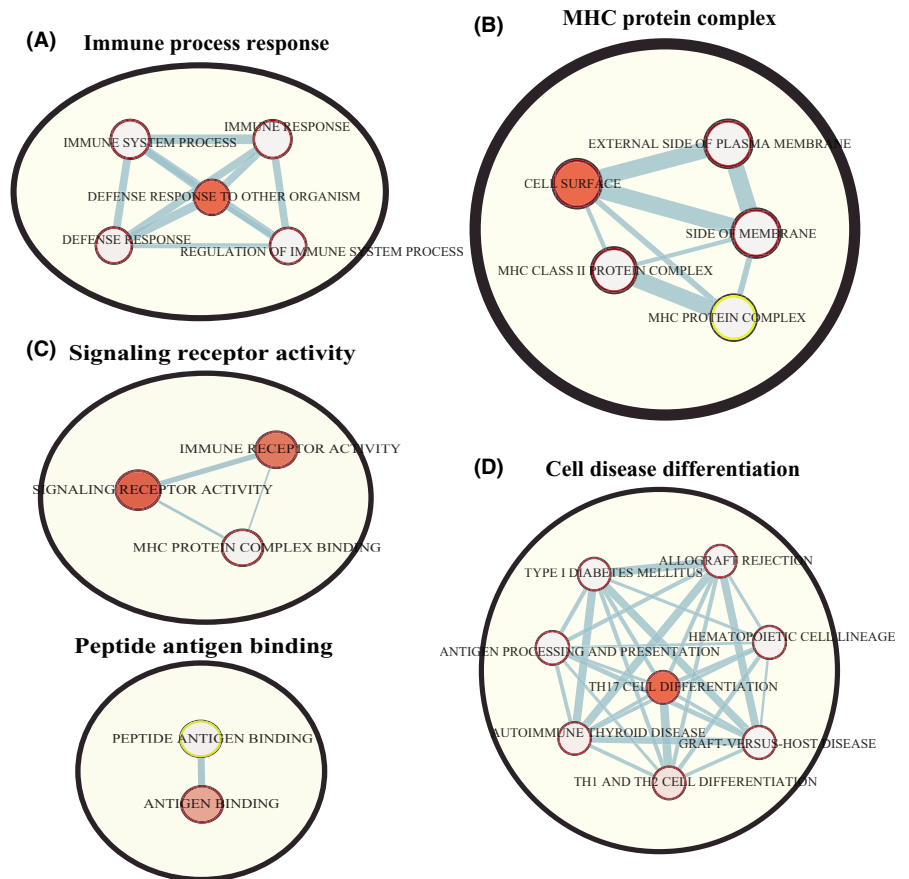 (A) Immune process response
IMMUNE RESPONSE
IMMUNE SYSTEM PROCESS
DEFENSE RESPONSE TO OTHER ORGANISM
DEFENSE RESPONSE
REGULATION OF IMMUNE SYSTEM PROCESS
(B) MHC protein complex
EXTERNAL SIDE OF PLASMA MEMBRANE
CELL SURFACE
SIDE OF MEMBRANE
MHC CLASS II PROTEIN COMPLEX
MHC PROTEIN COMPLEX
(C) Signaling receptor activity
IMMUNE RECEPTOR ACTIVITY
SIGNALING RECEPTOR ACTIVITY
MHC PROTEIN COMPLEX BINDING
Peptide antigen binding
PEPTIDE ANTIGEN BINDING
ANTIGEN BINDING
(D) Cell disease differentiation
ALLOGRAFT REJECTION
TYPE I DIABETES MELLITUS
HEMATOPOIETIC CELL LINEAGE
ANTIGEN PROCESSING AND PRESENTATION
TH17 CELL DIFFERENTIATION
AUTOIMMUNE THYROID DISEASE
GRAFT-VERSUS-HOST DISEASE
TH1 AND TH2 CELL DIFFERENTIATION